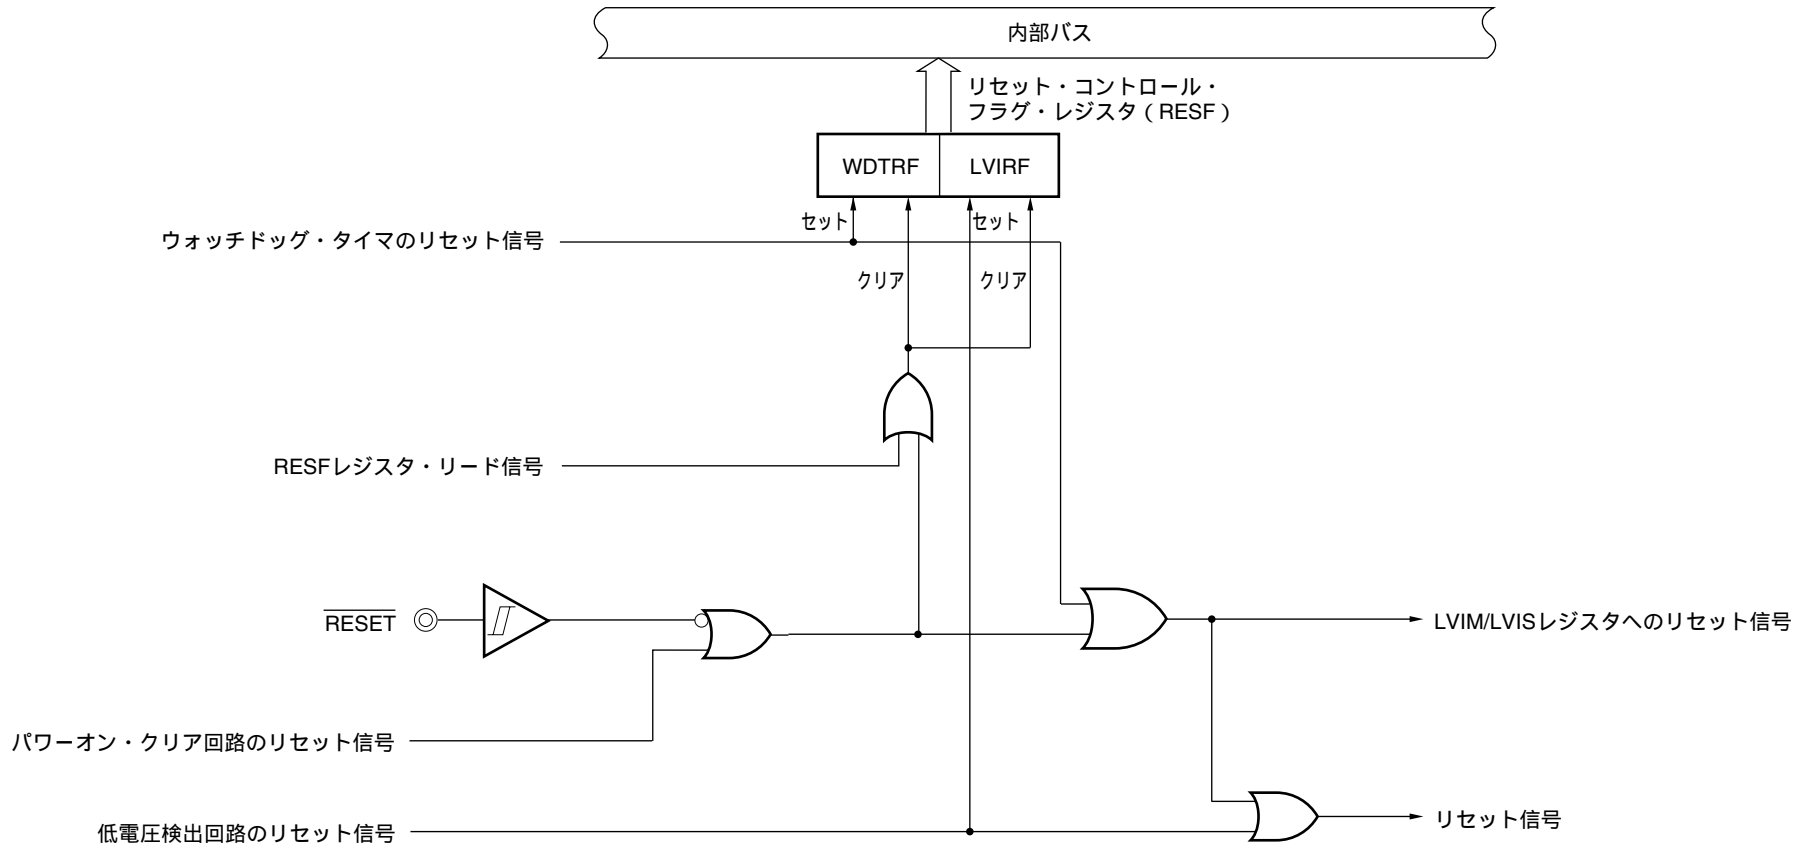 内部バス
リセット・コントロール・
フラグ・レジスタ（RESF）
WDTRF
LVIRF
セット
セット
ウォッチドッグ・タイマのリセット信号
クリア
クリア
RESFレジスタ・リード信号
RESET
LVIM/LVISレジスタへのリセット信号
パワーオン・クリア回路のリセット信号
低電圧検出回路のリセット信号
リセット信号